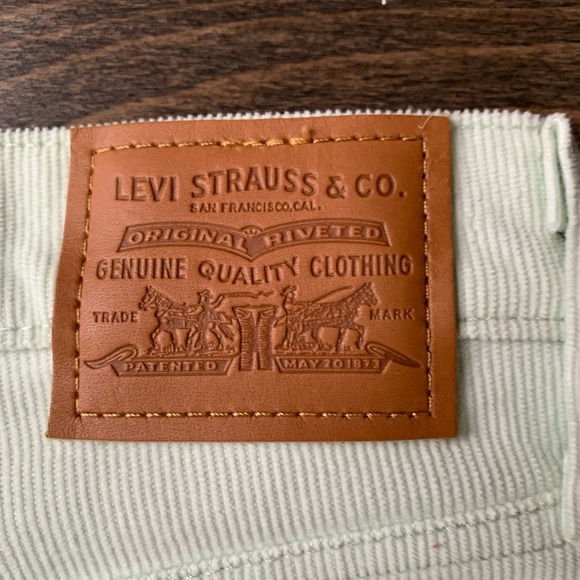 LEVI STRAUSS & CO.
SAN FRANCISCO, CAL.
ORIGINAL RIVETED
GENUINE QUALITY CLOTHING
TRADE MARK
PATENTED MAY 20 1873